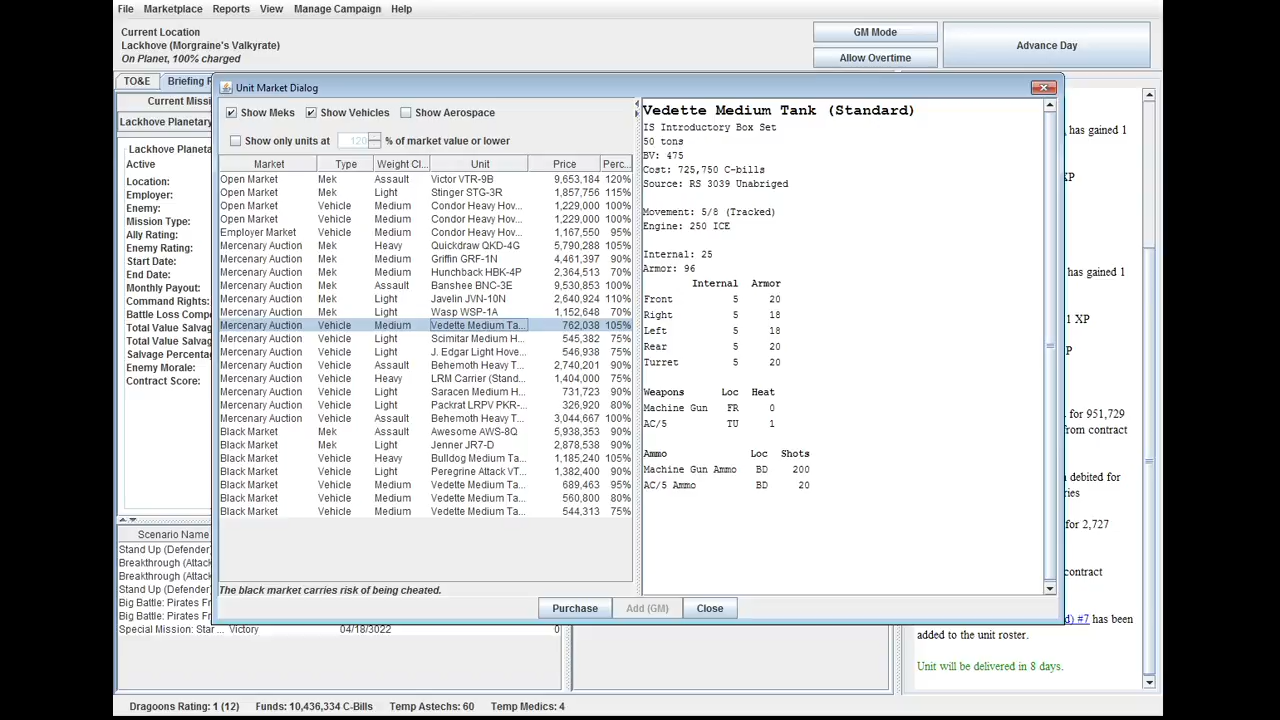 File Marketplace Reports View Manage Campaign Help
Current Location
Lackhove (Morgraine's Valkyrate)
On Planet, 100% charged
GM Mode
Allow Overtime
Advance Day
TO&E Briefing
Unit Market Dialog
Current Missi
Lackhove Planetary
Lackhove Planeta
Active
Location:
Employer:
Enemy:
Mission Type:
Ally Rating:
Enemy Rating:
Start Date:
End Date:
Monthly Payout:
Command Rights:
Battle Loss Comp
Total Value Salvag
Total Value Salvag
Salvage Percentag
Enemy Morale:
Contract Score:
Show Meks Show Vehicles Show Aerospace
Show only units at 120 % of market value or lower
Market Type Weight Cl... Unit Price Perc...
Open Market Mek Assault Victor VTR-9B 9,653,184 120%
Open Market Mek Light Stinger STG-3R 1,857,756 115%
Open Market Vehicle Medium Condor Heavy Hov... 1,229,000 100%
Open Market Vehicle Medium Condor Heavy Hov... 1,229,000 100%
Employer Market Vehicle Medium Condor Heavy Hov... 1,167,550 95%
Mercenary Auction Mek Heavy Quickdraw QKD-4G 5,790,288 105%
Mercenary Auction Mek Medium Griffin GRF-1N 4,461,397 90%
Mercenary Auction Mek Medium Hunchback HBK-4P 2,364,513 70%
Mercenary Auction Mek Assault Banshee BNC-3E 9,530,853 100%
Mercenary Auction Mek Light Javelin JVN-10N 2,640,924 110%
Mercenary Auction Mek Light Wasp WSP-1A 1,152,648 70%
Mercenary Auction Vehicle Medium Vedette Medium Ta... 762,038 105%
Mercenary Auction Vehicle Light Scimitar Medium H... 545,382 75%
Mercenary Auction Vehicle Light J. Edgar Light Hove... 546,938 75%
Mercenary Auction Vehicle Assault Behemoth Heavy T... 2,740,201 90%
Mercenary Auction Vehicle Heavy LRM Carrier (Stand... 1,404,000 75%
Mercenary Auction Vehicle Light Saracen Medium H... 731,723 90%
Mercenary Auction Vehicle Light Packrat LRPV PKR-... 326,920 80%
Mercenary Auction Vehicle Assault Behemoth Heavy T... 3,044,667 100%
Black Market Mek Assault Awesome AWS-8Q 5,938,353 90%
Black Market Mek Light Jenner JR7-D 2,878,538 90%
Black Market Vehicle Heavy Bulldog Medium Ta... 1,185,240 105%
Black Market Vehicle Light Peregrine Attack VT... 1,382,400 90%
Black Market Vehicle Medium Vedette Medium Ta... 689,463 95%
Black Market Vehicle Medium Vedette Medium Ta... 560,800 80%
Black Market Vehicle Medium Vedette Medium Ta... 544,313 75%
The black market carries risk of being cheated.
Purchase Add (GM) Close
Vedette Medium Tank (Standard)
IS Introductory Box Set
50 tons
BV: 475
Cost: 725,750 C-bills
Source: RS 3039 Unabriged
Movement: 5/8 (Tracked)
Engine: 250 ICE
Internal: 25
Armor: 96
Internal Armor
Front 5 20
Right 5 18
Left 5 18
Rear 5 20
Turret 5 20
Weapons Loc Heat
Machine Gun FR 0
AC/5 TU 1
Ammo Loc Shots
Machine Gun Ammo BD 200
AC/5 Ammo BD 20
has gained 1
XP
has gained 1
1 XP
P
for 951,729
from contract
debited for
ries
for 2,727
contract
d) #7 has been
added to the unit roster.
Unit will be delivered in 8 days.
Scenario Name
Stand Up (Defender)
Breakthrough (Attac
Breakthrough (Attac
Stand Up (Defender)
Big Battle: Pirates Fr
Big Battle: Pirates Fr
Special Mission: Star ... Victory 04/18/3022 0
Dragoons Rating: 1 (12) Funds: 10,436,334 C-Bills Temp Astechs: 60 Temp Medics: 4